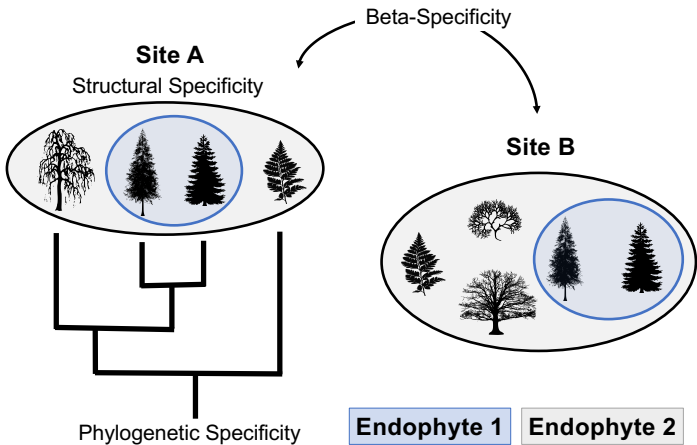 Beta-Specificity
Site A
Structural Specificity
Site B
Phylogenetic Specificity
Endophyte 1
Endophyte 2